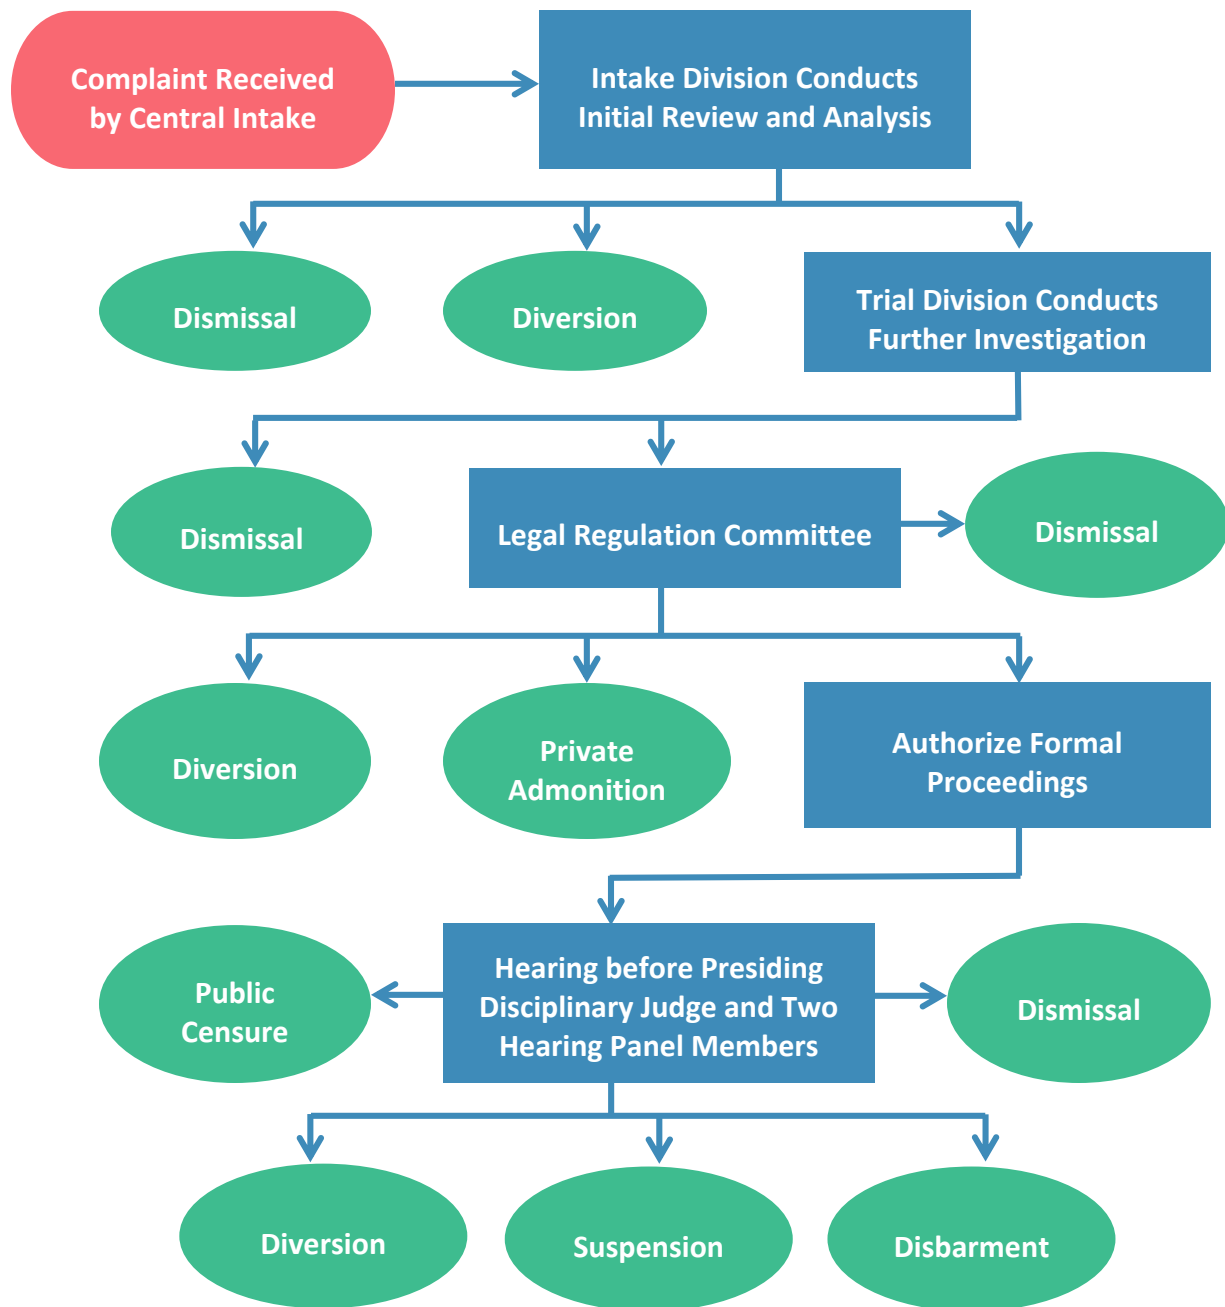 Complaint Received
by Central Intake
Intake Division Conducts
Initial Review and Analysis
Dismissal
Diversion
Trial Division Conducts
Further Investigation
Dismissal
Legal Regulation Committee
Dismissal
Diversion
Private
Admonition
Authorize Formal
Proceedings
Public
Censure
Hearing before Presiding
Disciplinary Judge and Two
Hearing Panel Members
Dismissal
Diversion
Suspension
Disbarment